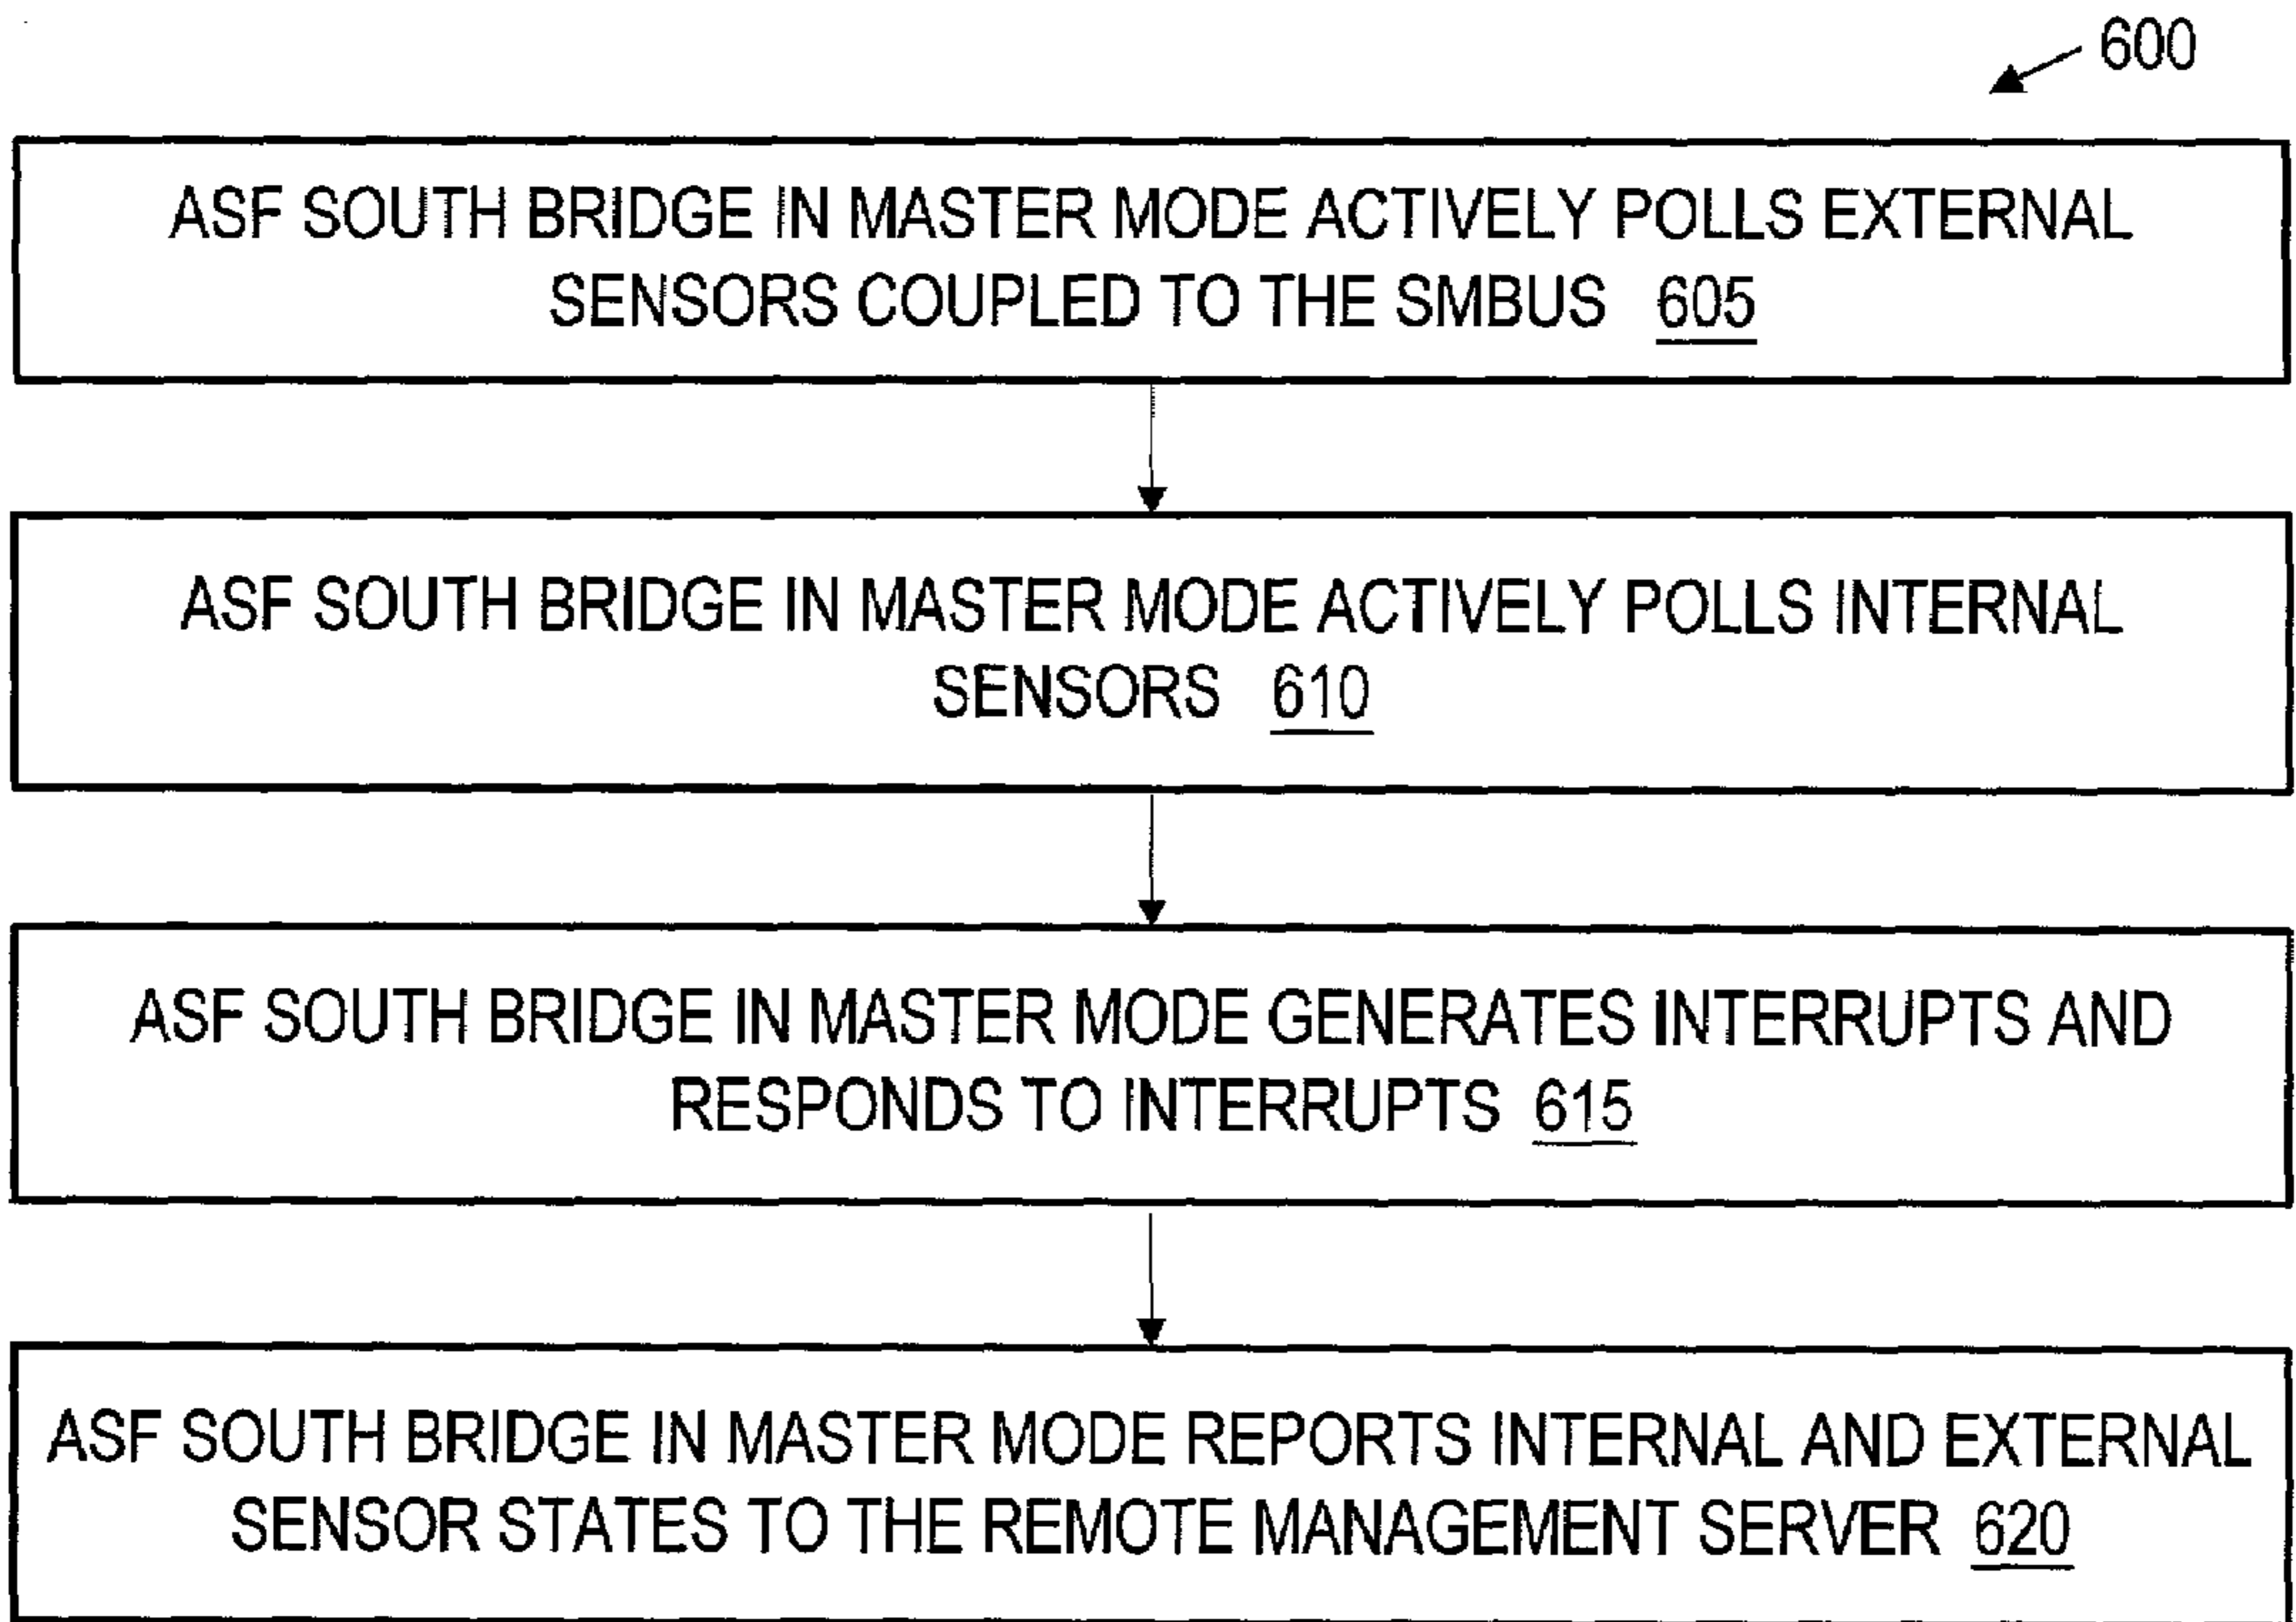 600
ASF SOUTH BRIDGE IN MASTER MODE ACTIVELY POLLS EXTERNAL
SENSORS COUPLED TO THE SMBUS 605
ASF SOUTH BRIDGE IN MASTER MODE ACTIVELY POLLS INTERNAL
SENSORS 610
ASF SOUTH BRIDGE IN MASTER MODE GENERATES INTERRUPTS AND
RESPONDS TO INTERRUPTS 615
ASF SOUTH BRIDGE IN MASTER MODE REPORTS INTERNAL AND EXTERNAL
SENSOR STATES TO THE REMOTE MANAGEMENT SERVER 620